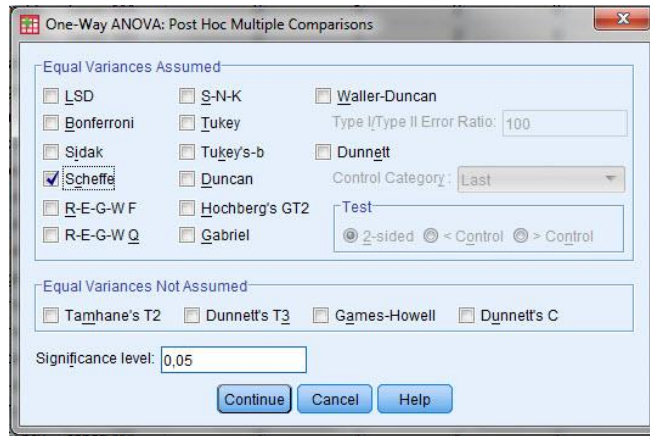 One-Way ANOVA: Post Hoc Multiple Comparisons
Equal Variances Assumed
LSD S-N-K Waller-Duncan
Bonferroni Tukey Type I/Type II Error Ratio: 100
Sidak Tukey's-b Dunnett
Scheffe Duncan Control Category: Last
R-E-G-W F Hochberg's GT2 Test
R-E-G-W Q Gabriel 2-sided < Control > Control
Equal Variances Not Assumed
Tamhane's T2 Dunnett's T3 Games-Howell Dunnett's C
Significance level: 0,05
Continue Cancel Help